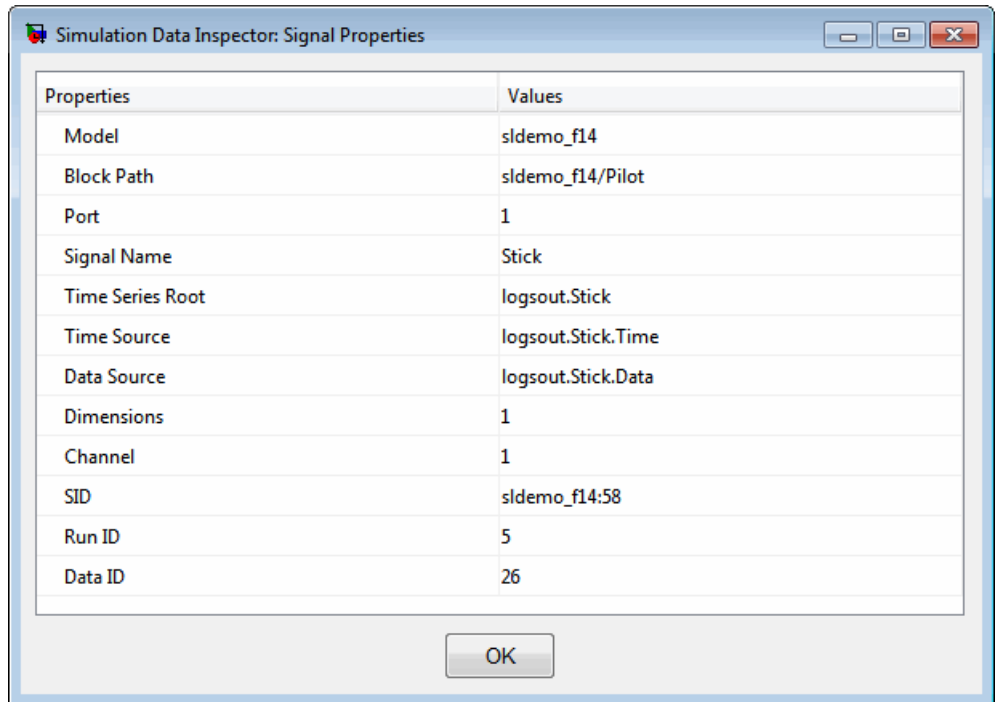 Simulation Data Inspector: Signal Properties
Properties Values
Model sldemo_f14
Block Path sldemo_f14/Pilot
Port 1
Signal Name Stick
Time Series Root logsout.Stick
Time Source logsout.Stick.Time
Data Source logsout.Stick.Data
Dimensions 1
Channel 1
SID sldemo_f14:58
Run ID 5
Data ID 26
OK